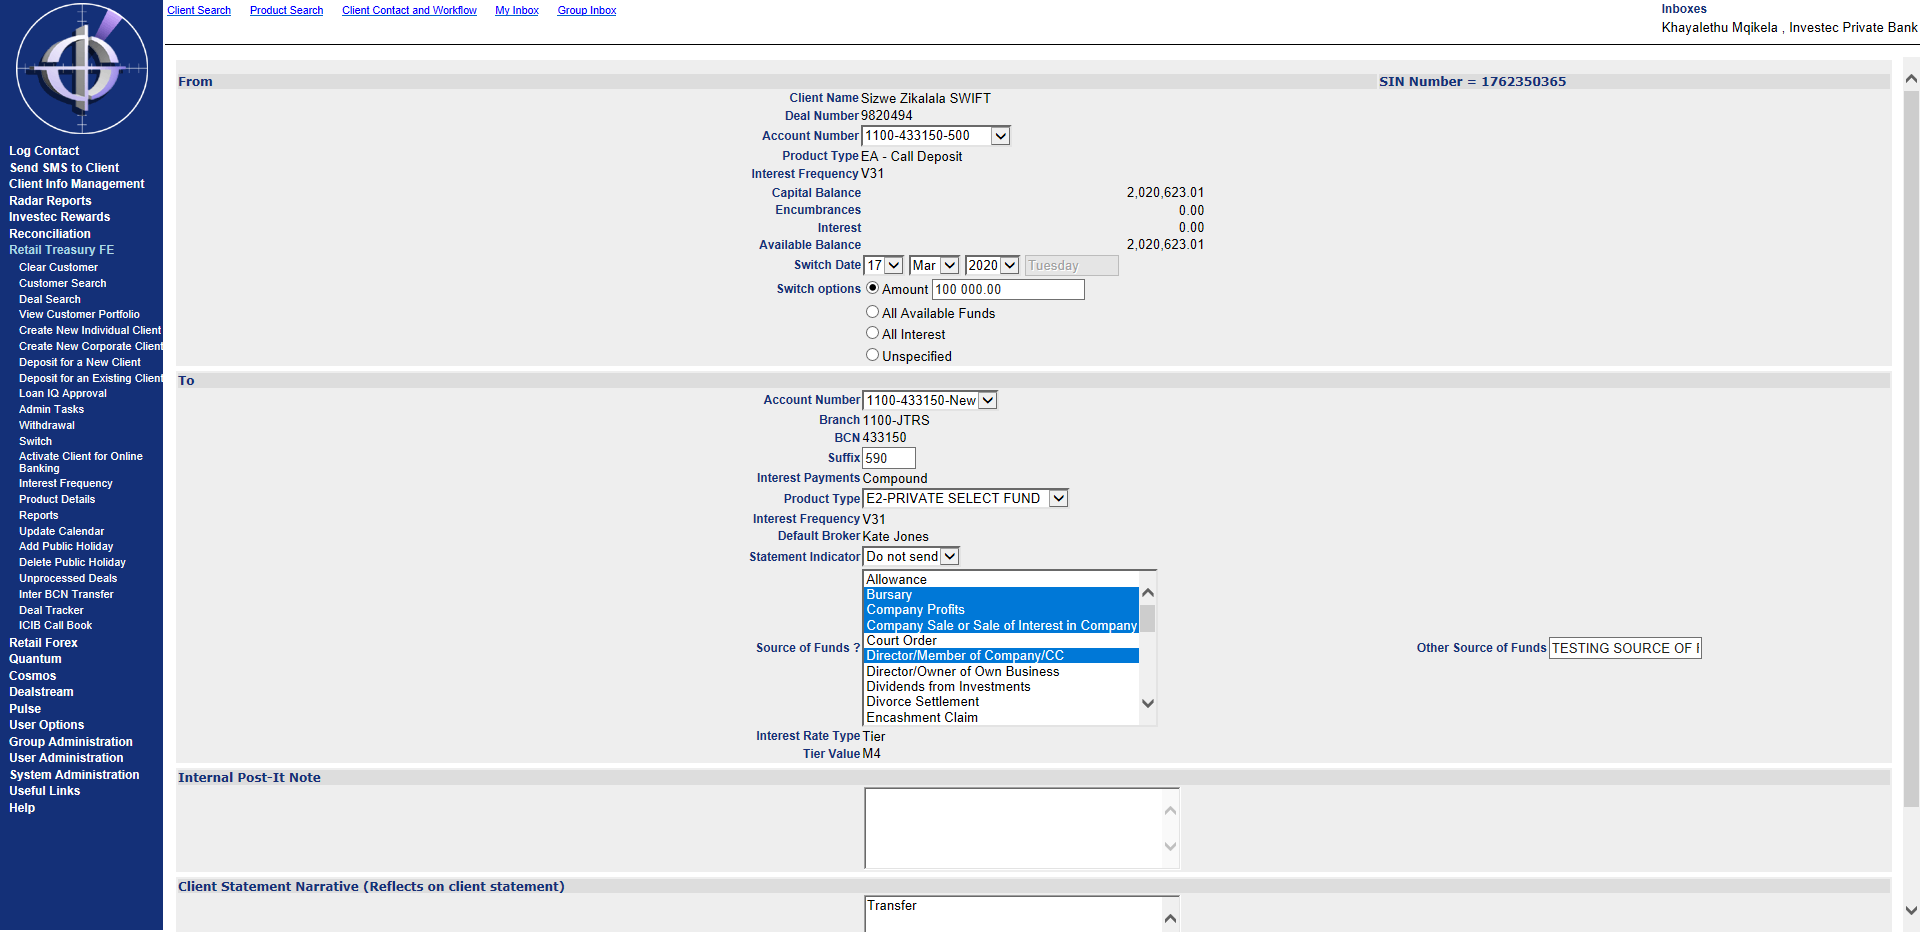 Client Search Product Search Client Contact and Workflow My Inbox Group Inbox
Inboxes
Khayalethu Mqikela , Investec Private Bank
Log Contact
Send SMS to Client
Client Info Management
Radar Reports
Investec Rewards
Reconciliation
Retail Treasury FE
Clear Customer
Customer Search
Deal Search
View Customer Portfolio
Create New Individual Client
Create New Corporate Client
Deposit for a New Client
Deposit for an Existing Client
Loan IQ Approval
Admin Tasks
Withdrawal
Switch
Activate Client for Online
Banking
Interest Frequency
Product Details
Reports
Update Calendar
Add Public Holiday
Delete Public Holiday
Unprocessed Deals
Inter BCN Transfer
Deal Tracker
ICIB Call Book
Retail Forex
Quantum
Cosmos
Dealstream
Pulse
User Options
Group Administration
User Administration
System Administration
Useful Links
Help
From SIN Number = 1762350365
Client Name Sizwe Zikalala SWIFT
Deal Number 9820494
Account Number 1100-433150-500
Product Type EA - Call Deposit
Interest Frequency V31
Capital Balance 2,020,623.01
Encumbrances 0.00
Interest 0.00
Available Balance 2,020,623.01
Switch Date 17 Mar 2020 Tuesday
Switch options Amount 100 000.00
All Available Funds
All Interest
Unspecified
To
Account Number 1100-433150-New
Branch 1100-JTRS
BCN 433150
Suffix 590
Interest Payments Compound
Product Type E2-PRIVATE SELECT FUND
Interest Frequency V31
Default Broker Kate Jones
Statement Indicator Do not send
Source of Funds ?
Allowance
Bursary
Company Profits
Company Sale or Sale of Interest in Company
Court Order
Director/Member of Company/CC
Director/Owner of Own Business
Dividends from Investments
Divorce Settlement
Encashment Claim
Other Source of Funds TESTING SOURCE OF
Interest Rate Type Tier
Tier Value M4
Internal Post-It Note
Client Statement Narrative (Reflects on client statement)
Transfer